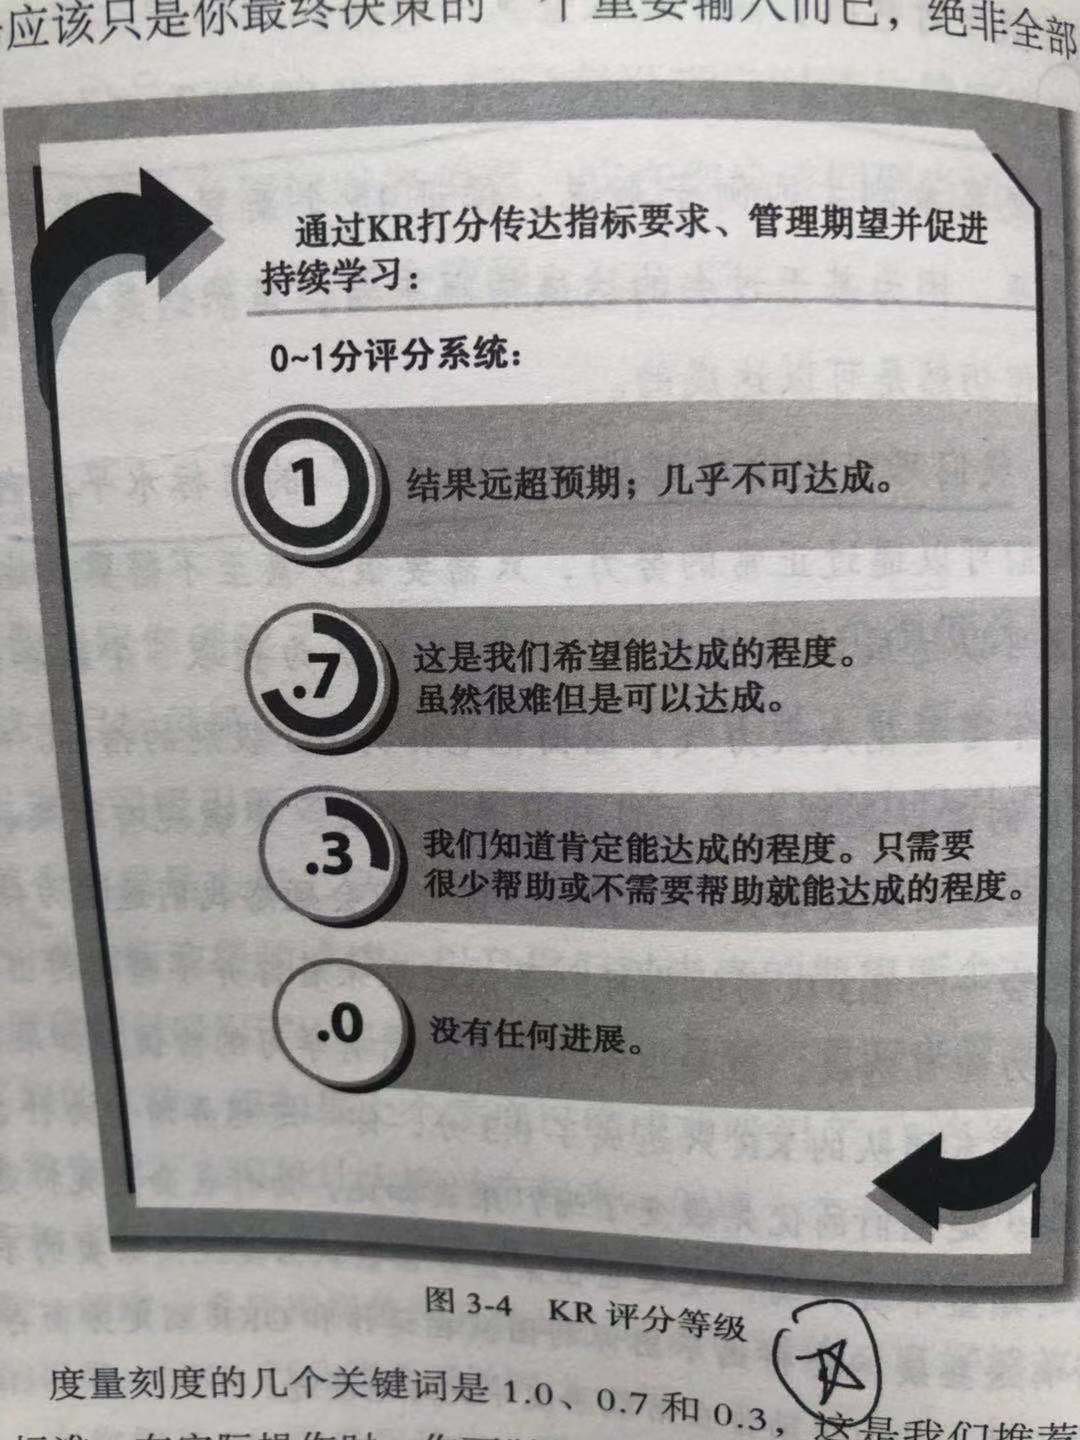 应该只是你最终决策的一个重要输入而已，绝非全部
通过KR打分传达指标要求、管理期望并促进
持续学习：
0~1分评分系统：
1
结果远超预期；几乎不可达成。
.7
这是我们希望能达成的程度。
虽然很难但是可以达成。
.3
我们知道肯定能达成的程度。只需要
很少帮助或不需要帮助就能达成的程度。
.0
没有任何进展。
图 3-4 KR 评分等级
度量刻度的几个关键词是 1.0、0.7 和 0.3，这是我们推荐